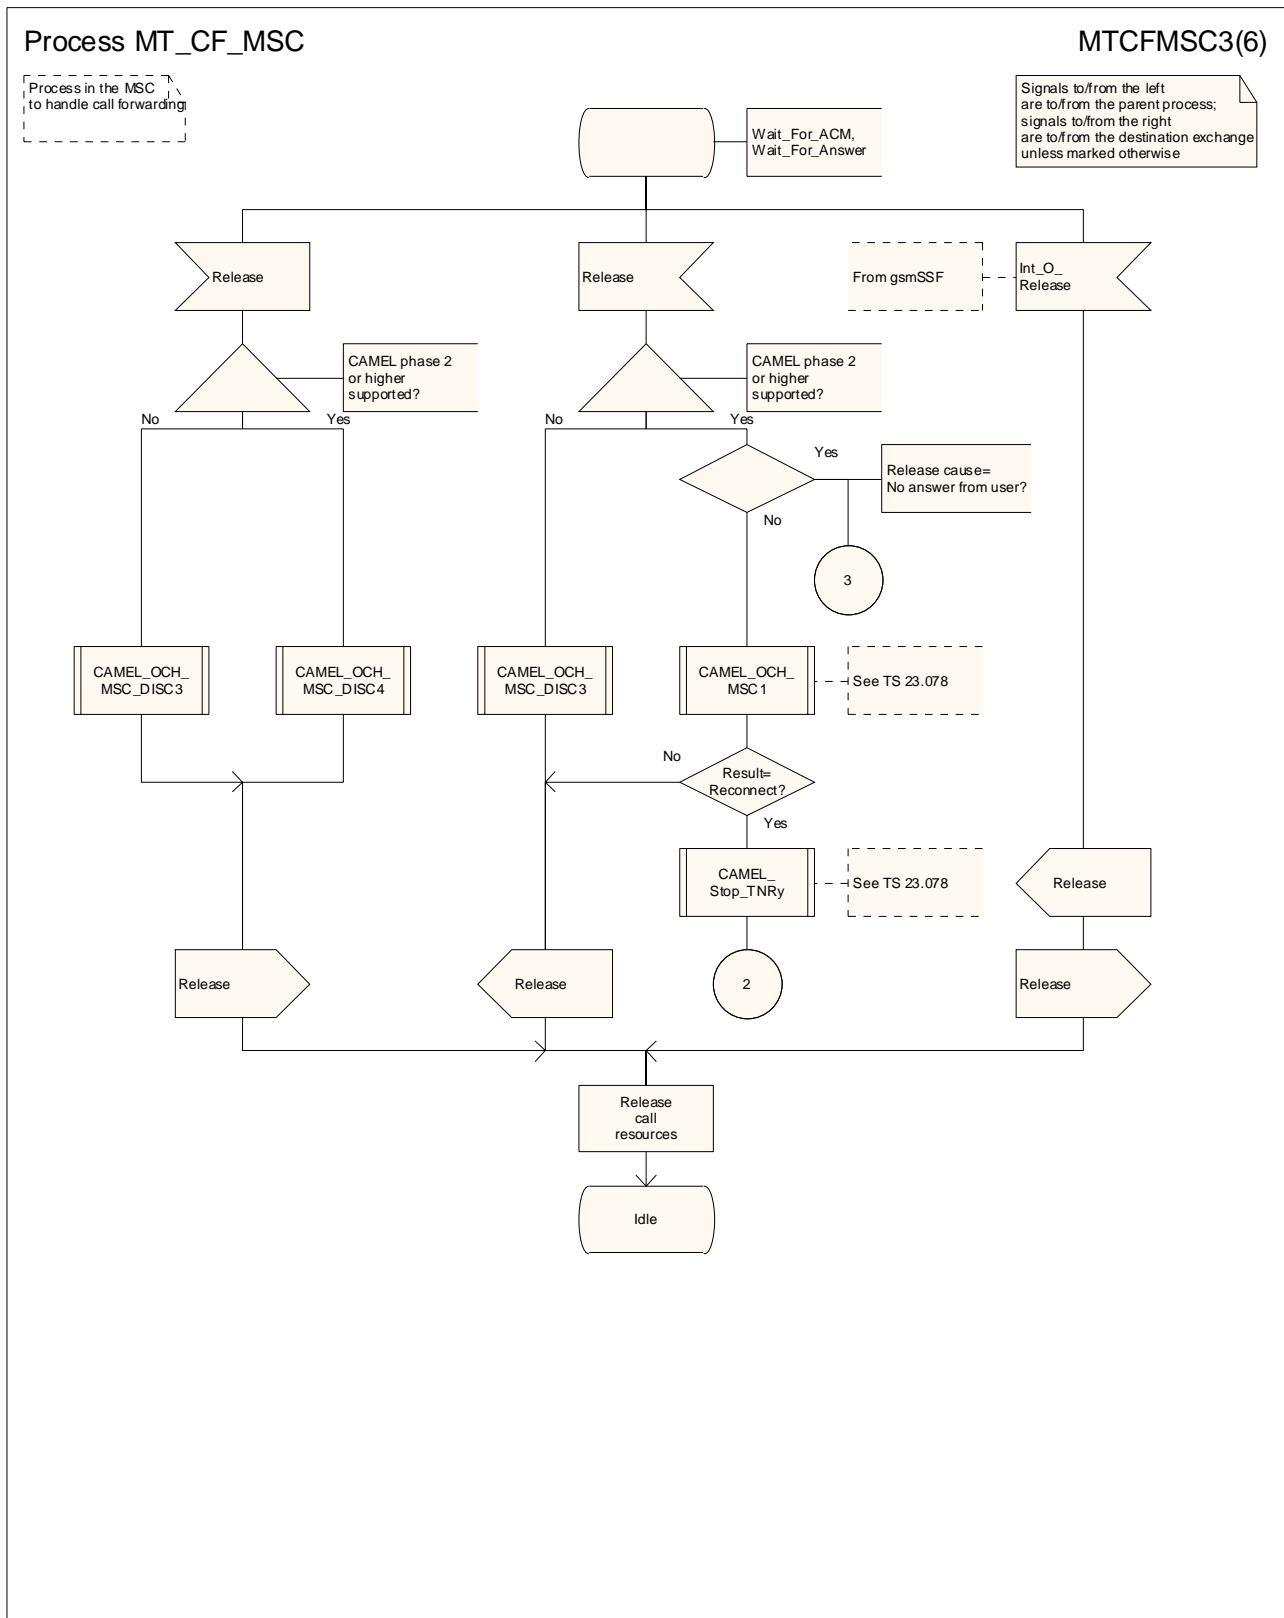 Process MT_CF_MSC
MTCFMSC3(6)
Process in the MSC
to handle call forwarding
Signals to/from the left
are to/from the parent process;
signals to/from the right
are to/from the destination exchange
unless marked otherwise
Wait_For_ACM,
Wait_For_Answer
Release
Release
From gsmSSF
Int_O_
Release
CAMEL phase 2
or higher
supported?
CAMEL phase 2
or higher
supported?
No
Yes
No
Yes
Yes
Release cause=
No answer from user?
No
3
CAMEL_OCH_
MSC_DISC3
CAMEL_OCH_
MSC_DISC4
CAMEL_OCH_
MSC_DISC3
CAMEL_OCH_
MSC1
See TS 23.078
No
Result=
Reconnect?
Yes
CAMEL_
Stop_TNRy
See TS 23.078
Release
Release
Release
2
Release
Release
call
resources
Idle